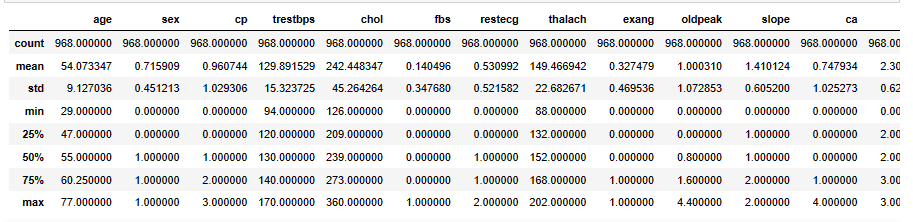 age sex cp trestbps chol fbs restecg thalach exang oldpeak slope ca
count 968.000000 968.000000 968.000000 968.000000 968.000000 968.000000 968.000000 968.000000 968.000000 968.000000 968.000000 968.000000 968.00
mean 54.073347 0.715909 0.960744 129.891529 242.448347 0.140496 0.530992 149.466942 0.327479 1.000310 1.410124 0.747934 2.30
std 9.127036 0.451213 1.029306 15.323725 45.264264 0.347680 0.521582 22.682671 0.469536 1.072853 0.605200 1.025273 0.62
min 29.000000 0.000000 0.000000 94.000000 126.000000 0.000000 0.000000 88.000000 0.000000 0.000000 0.000000 0.000000 0.00
25% 47.000000 0.000000 0.000000 120.000000 209.000000 0.000000 0.000000 132.000000 0.000000 0.000000 1.000000 0.000000 2.00
50% 55.000000 1.000000 1.000000 130.000000 239.000000 0.000000 1.000000 152.000000 0.000000 0.800000 1.000000 0.000000 2.00
75% 60.250000 1.000000 2.000000 140.000000 273.000000 0.000000 1.000000 168.000000 1.000000 1.600000 2.000000 1.000000 3.00
max 77.000000 1.000000 3.000000 170.000000 360.000000 1.000000 2.000000 202.000000 1.000000 4.400000 2.000000 4.000000 3.00